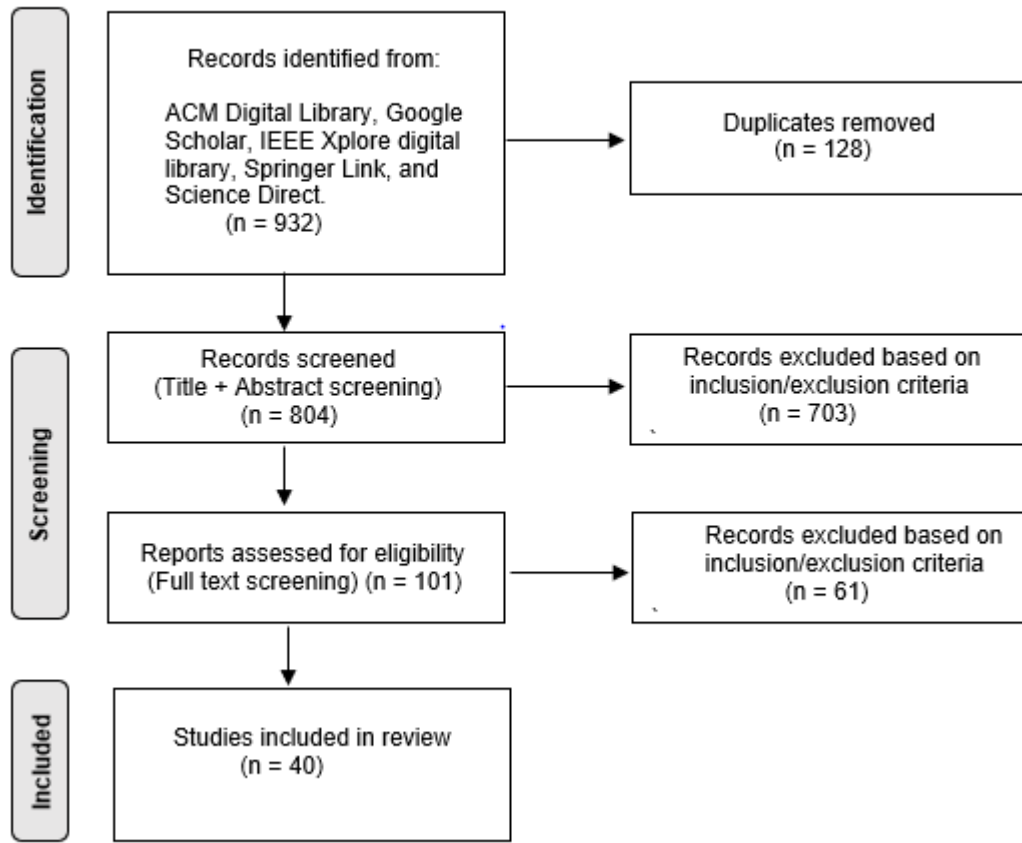 Identification
Records identified from:
ACM Digital Library, Google
Scholar, IEEE Xplore digital
library, Springer Link, and
Science Direct.
(n = 932)
Duplicates removed
(n = 128)
Screening
Records screened
(Title + Abstract screening)
(n = 804)
Records excluded based on
inclusion/exclusion criteria
(n = 703)
Reports assessed for eligibility
(Full text screening) (n = 101)
Records excluded based on
inclusion/exclusion criteria
(n = 61)
Included
Studies included in review
(n = 40)